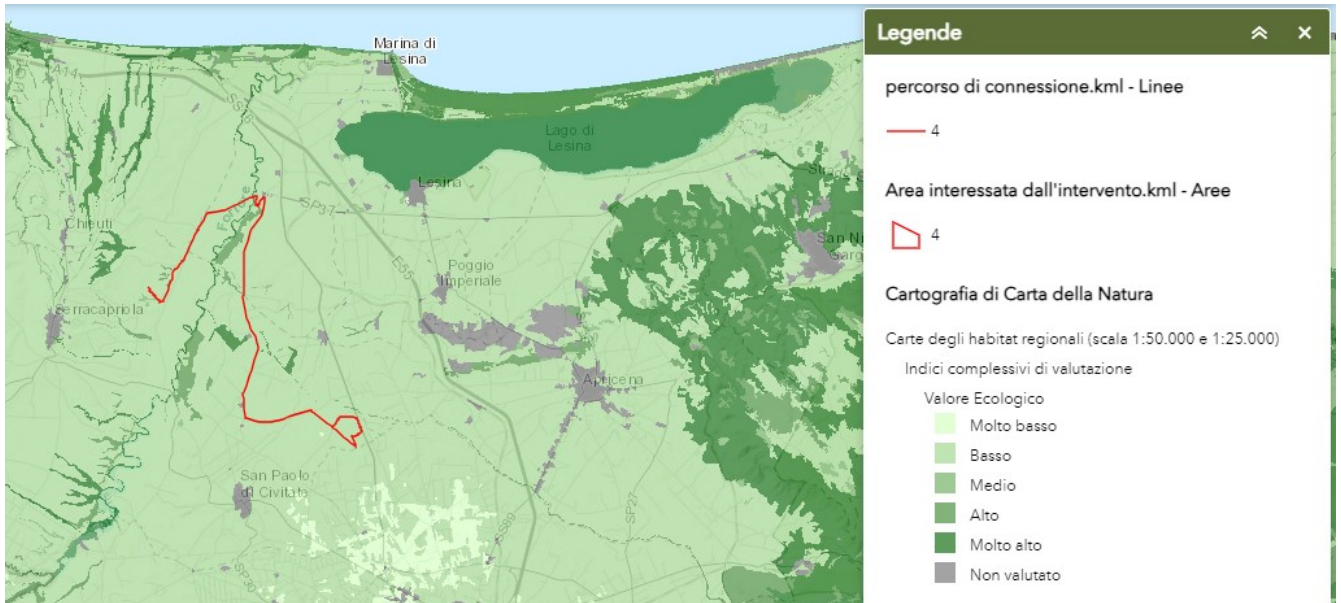 Marina di
Lesina
A14
SS16
Lago di
Lesina
Lesina
SP37
Fortore
Chieuti
San Ni
Garg
E55
Poggio
Imperiale
Serracapriola
Apricena
San Paolo
di Civitate
SP27
SS89
SP30
Legende
percorso di connessione.kml - Linee
4
Area interessata dall'intervento.kml - Aree
4
Cartografia di Carta della Natura
Carte degli habitat regionali (scala 1:50.000 e 1:25.000)
Indici complessivi di valutazione
Valore Ecologico
Molto basso
Basso
Medio
Alto
Molto alto
Non valutato